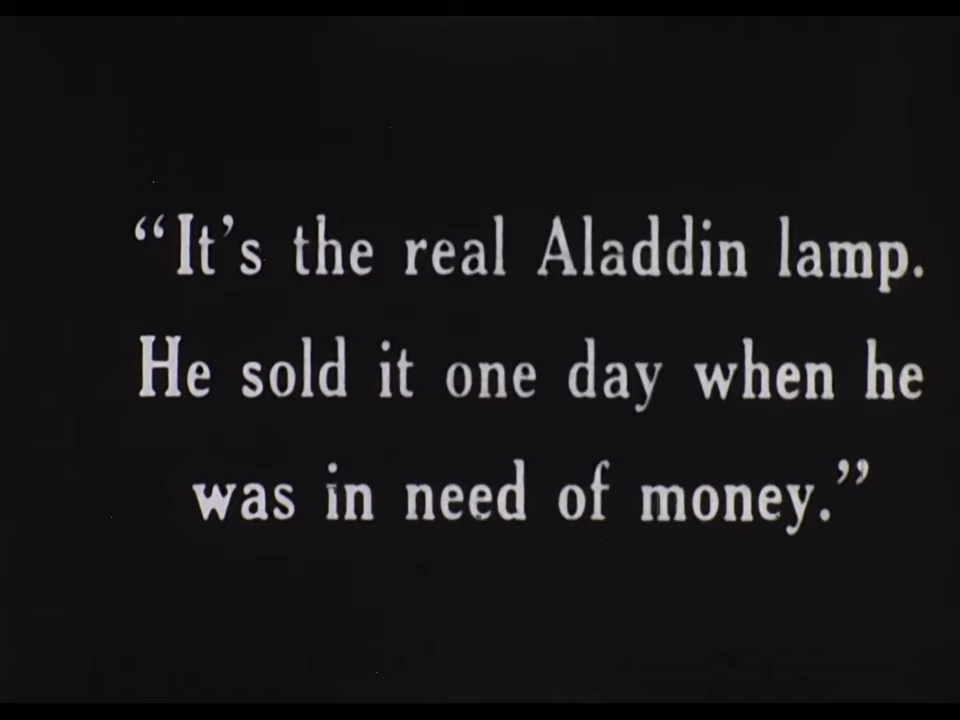 “It’s the real Aladdin lamp.
He sold it one day when he
was in need of money.”